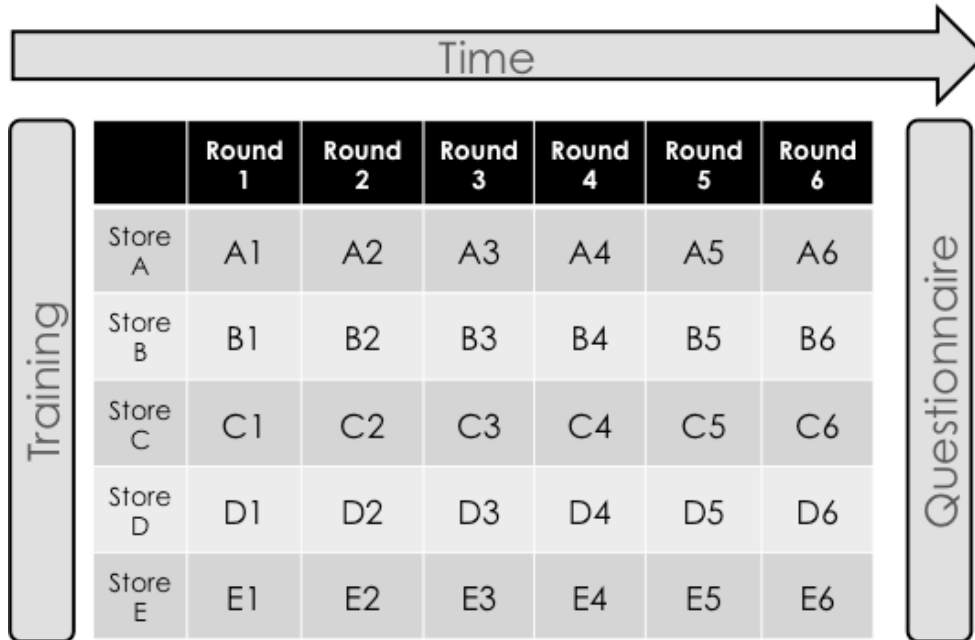 Time
Training
Round 1 Round 2 Round 3 Round 4 Round 5 Round 6
Store A A1 A2 A3 A4 A5 A6
Store B B1 B2 B3 B4 B5 B6
Store C C1 C2 C3 C4 C5 C6
Store D D1 D2 D3 D4 D5 D6
Store E E1 E2 E3 E4 E5 E6
Questionnaire